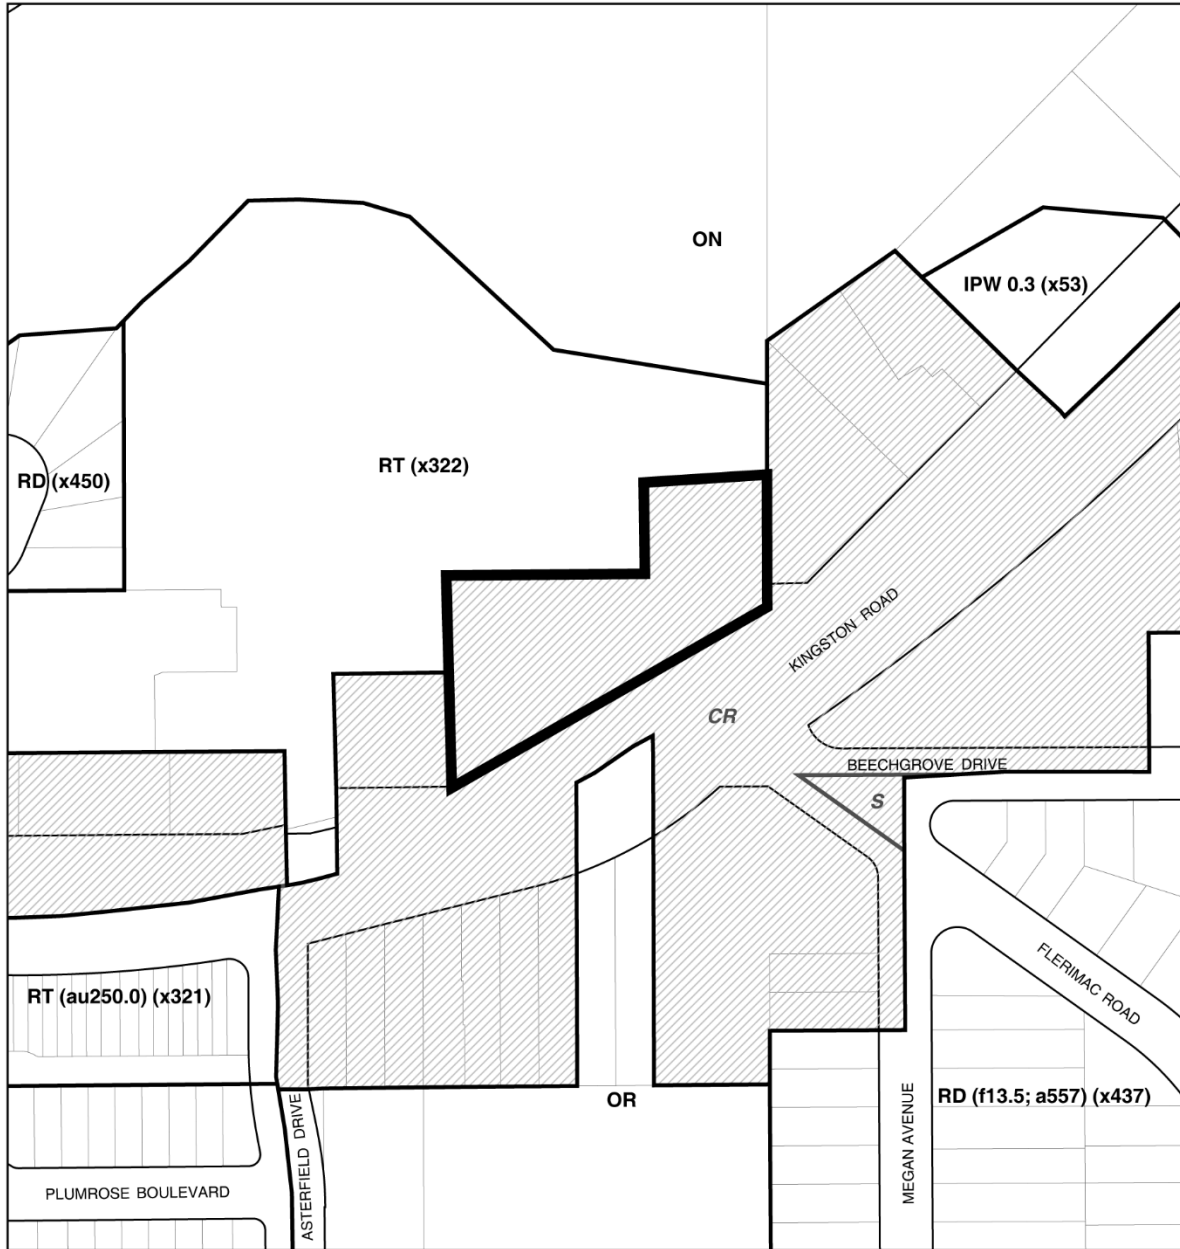 ON
IPW 0.3 (x53)
RT (x322)
RD (x450)
KINGSTON ROAD
CR
BEECHGROVE DRIVE
S
FLERIMAC ROAD
RT (au250.0) (x321)
OR
RD (f13.5; a557) (x437)
MEGAN AVENUE
ASTERFIELD DRIVE
PLUMROSE BOULEVARD